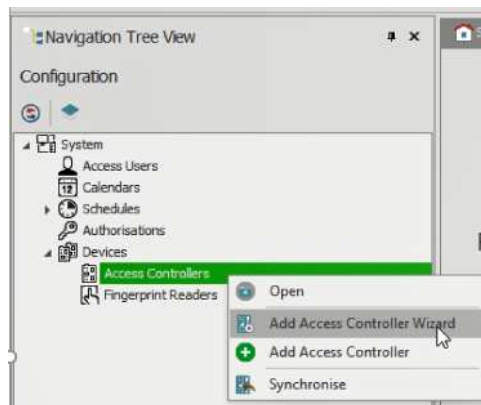 Navigation Tree View
Configuration
System
Access Users
12
Calendars
Schedules
Authorisations
Devices
Access Controllers
Fingerprint Readers
Open
Add Access Controller Wizard
Add Access Controller
Synchronise